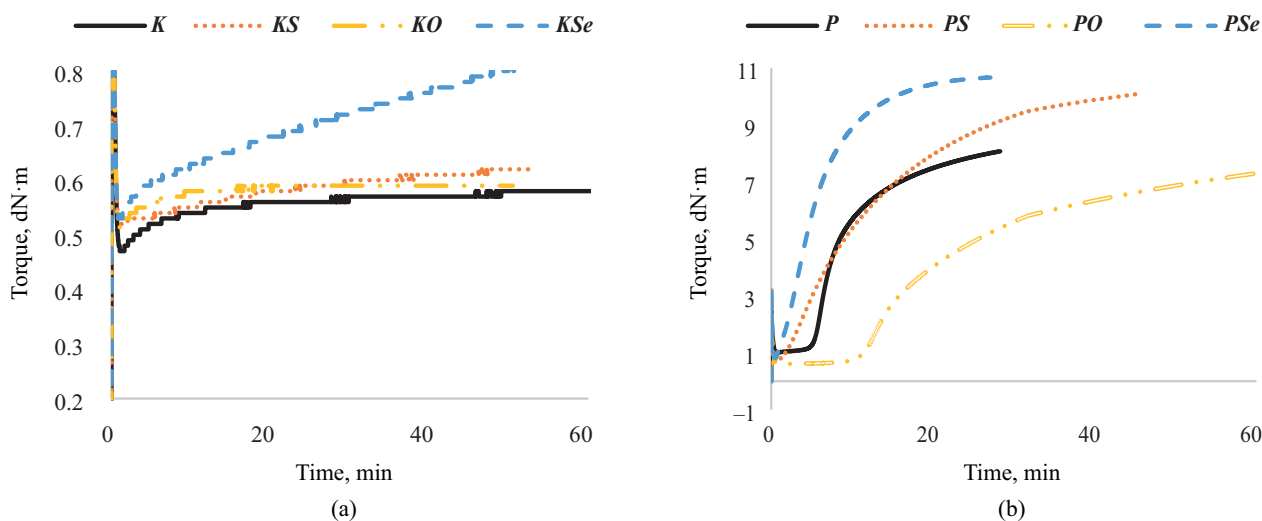 K KS KO KSe
P PS PO PSe
Torque, dN·m
0.8
0.7
0.6
0.5
0.4
0.3
0.2
0 20 40 60
Time, min
(a)
Torque, dN·m
11
9
7
5
3
1
–1
0 20 40 60
Time, min
(b)